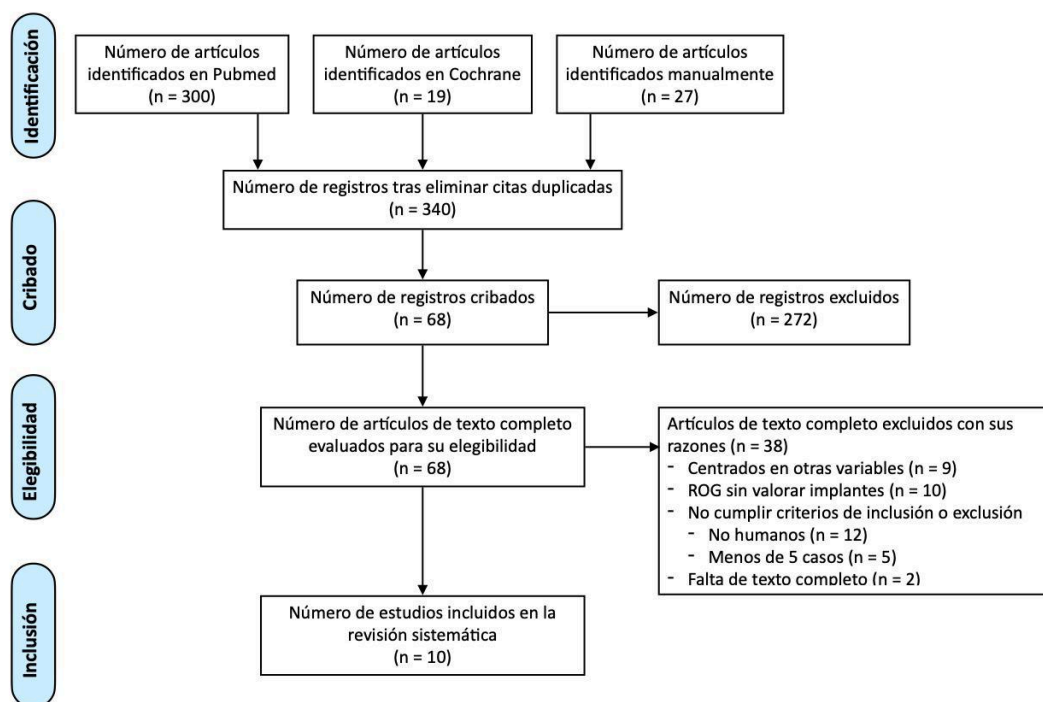 Identificación
Número de artículos
identificados en Pubmed
(n = 300)
Número de artículos
identificados en Cochrane
(n = 19)
Número de artículos
identificados manualmente
(n = 27)
Número de registros tras eliminar citas duplicadas
(n = 340)
Cribado
Número de registros cribados
(n = 68)
Número de registros excluidos
(n = 272)
Elegibilidad
Número de artículos de texto completo
evaluados para su elegibilidad
(n = 68)
Artículos de texto completo excluidos con sus
razones (n = 38)
- Centrados en otras variables (n = 9)
- ROG sin valorar implantes (n = 10)
- No cumplir criterios de inclusión o exclusión
- No humanos (n = 12)
- Menos de 5 casos (n = 5)
- Falta de texto completo (n = 2)
Inclusión
Número de estudios incluidos en la
revisión sistemática
(n = 10)